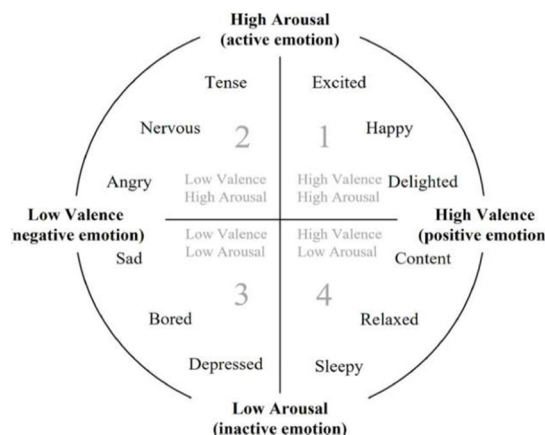 High Arousal
(active emotion)
Tense
Excited
Nervous
2
1
Happy
Angry
Low Valence
High Arousal
High Valence
High Arousal
Delighted
Low Valence
negative emotion)
High Valence
(positive emotion
Sad
Low Valence
Low Arousal
High Valence
Low Arousal
Content
Bored
3
4
Relaxed
Depressed
Sleepy
Low Arousal
(inactive emotion)